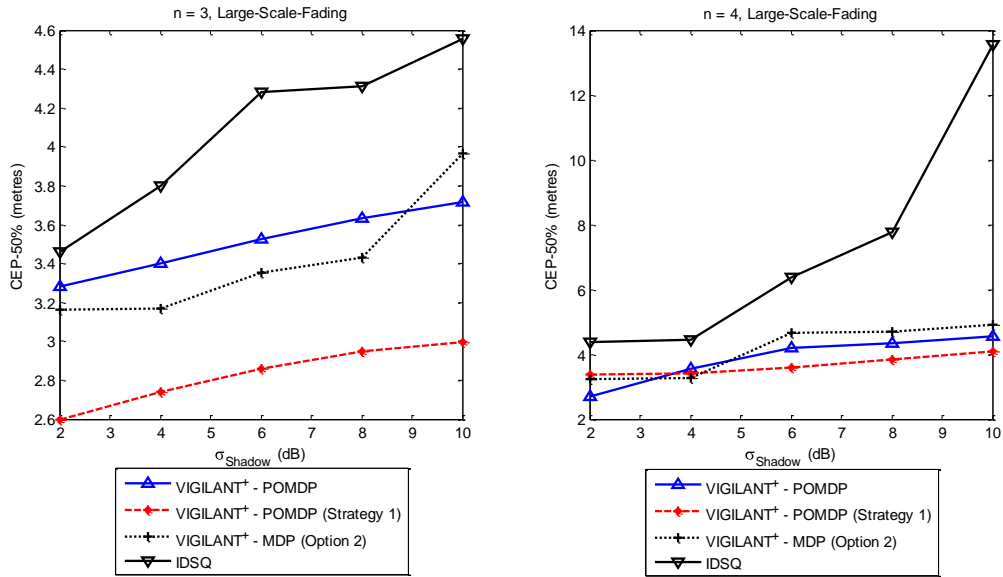 n = 3, Large-Scale-Fading
CEP-50% (metres)
4.6
4.4
4.2
4
3.8
3.6
3.4
3.2
3
2.8
2.6
2 3 4 5 6 7 8 9 10
σShadow (dB)
VIGILANT+ - POMDP
VIGILANT+ - POMDP (Strategy 1)
VIGILANT+ - MDP (Option 2)
IDSQ
n = 4, Large-Scale-Fading
CEP-50% (metres)
14
12
10
8
6
4
2
2 3 4 5 6 7 8 9 10
σShadow (dB)
VIGILANT+ - POMDP
VIGILANT+ - POMDP (Strategy 1)
VIGILANT+ - MDP (Option 2)
IDSQ